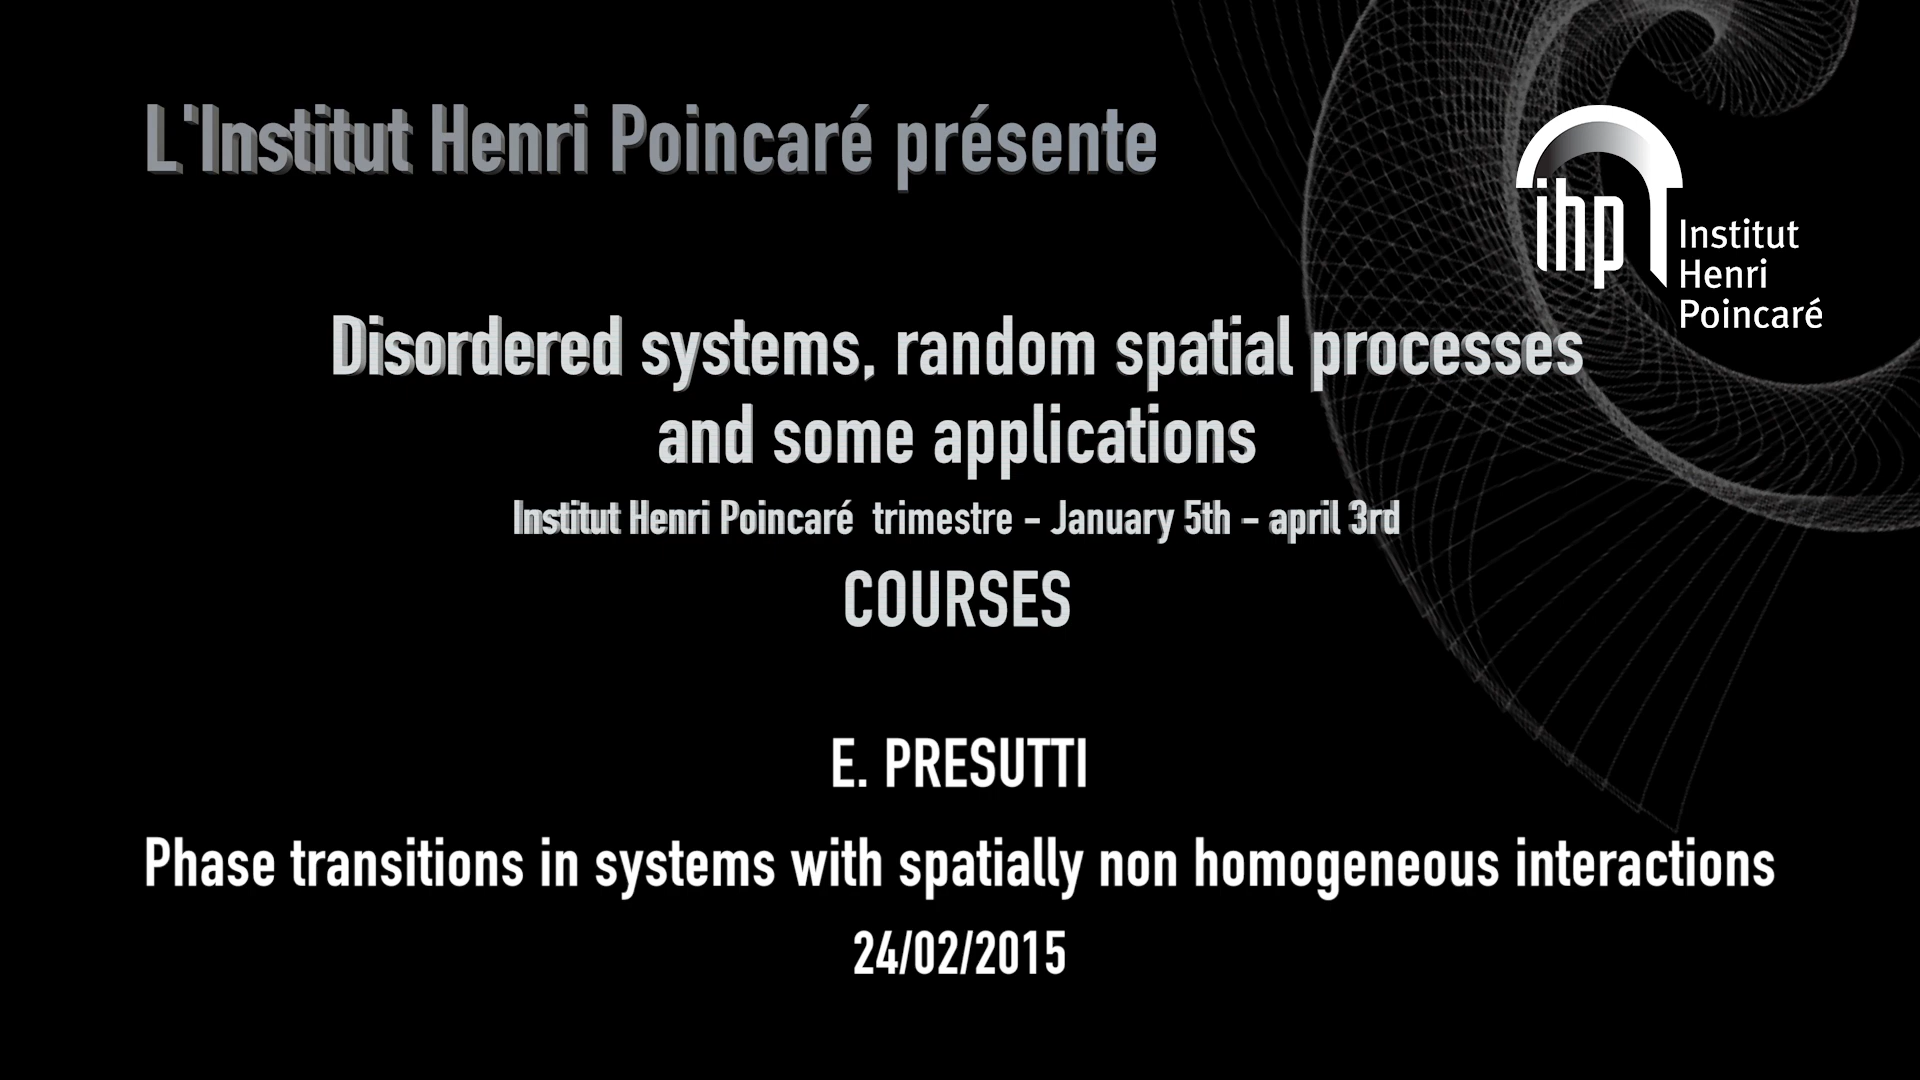 L'Institut Henri Poincaré présente
ihp
Institut
Henri
Poincaré
Disordered systems, random spatial processes
and some applications
Institut Henri Poincaré trimestre – January 5th – april 3rd
COURSES
E. PRESUTTI
Phase transitions in systems with spatially non homogeneous interactions
24/02/2015